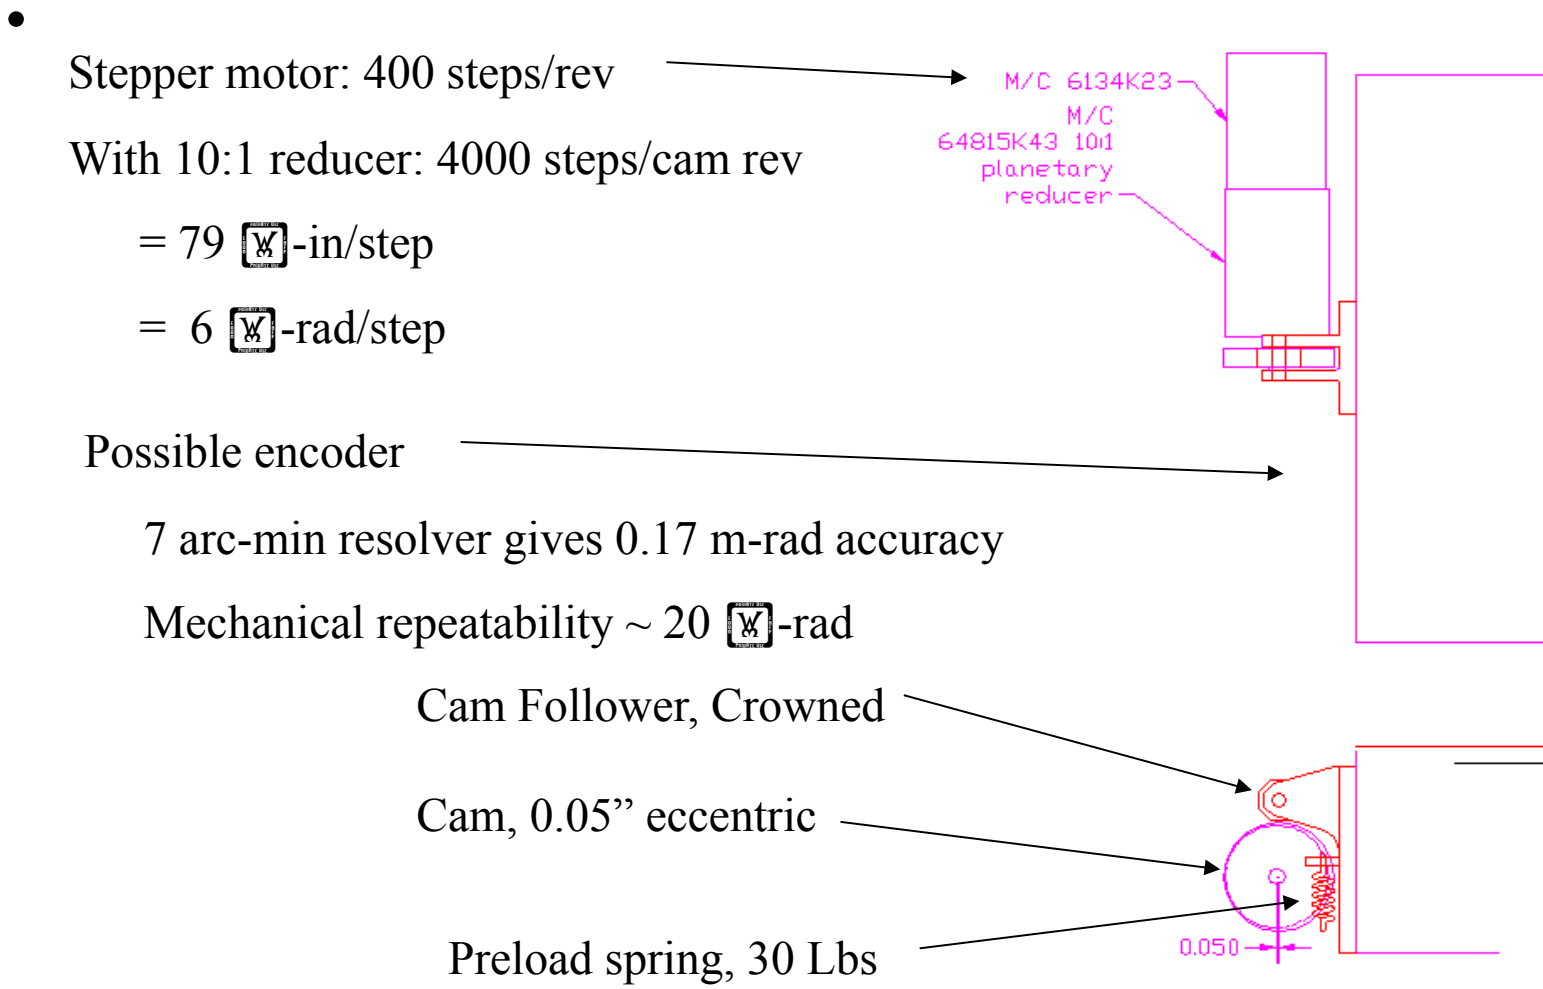 •
Stepper motor: 400 steps/rev
M/C 6134K23
With 10:1 reducer: 4000 steps/cam rev
M/C
64815K43 10:1
planetary
reducer
= 79 -in/step
= 6 -rad/step
Possible encoder
7 arc-min resolver gives 0.17 m-rad accuracy
Mechanical repeatability ~ 20 -rad
Cam Follower, Crowned
Cam, 0.05” eccentric
Preload spring, 30 Lbs
0.050